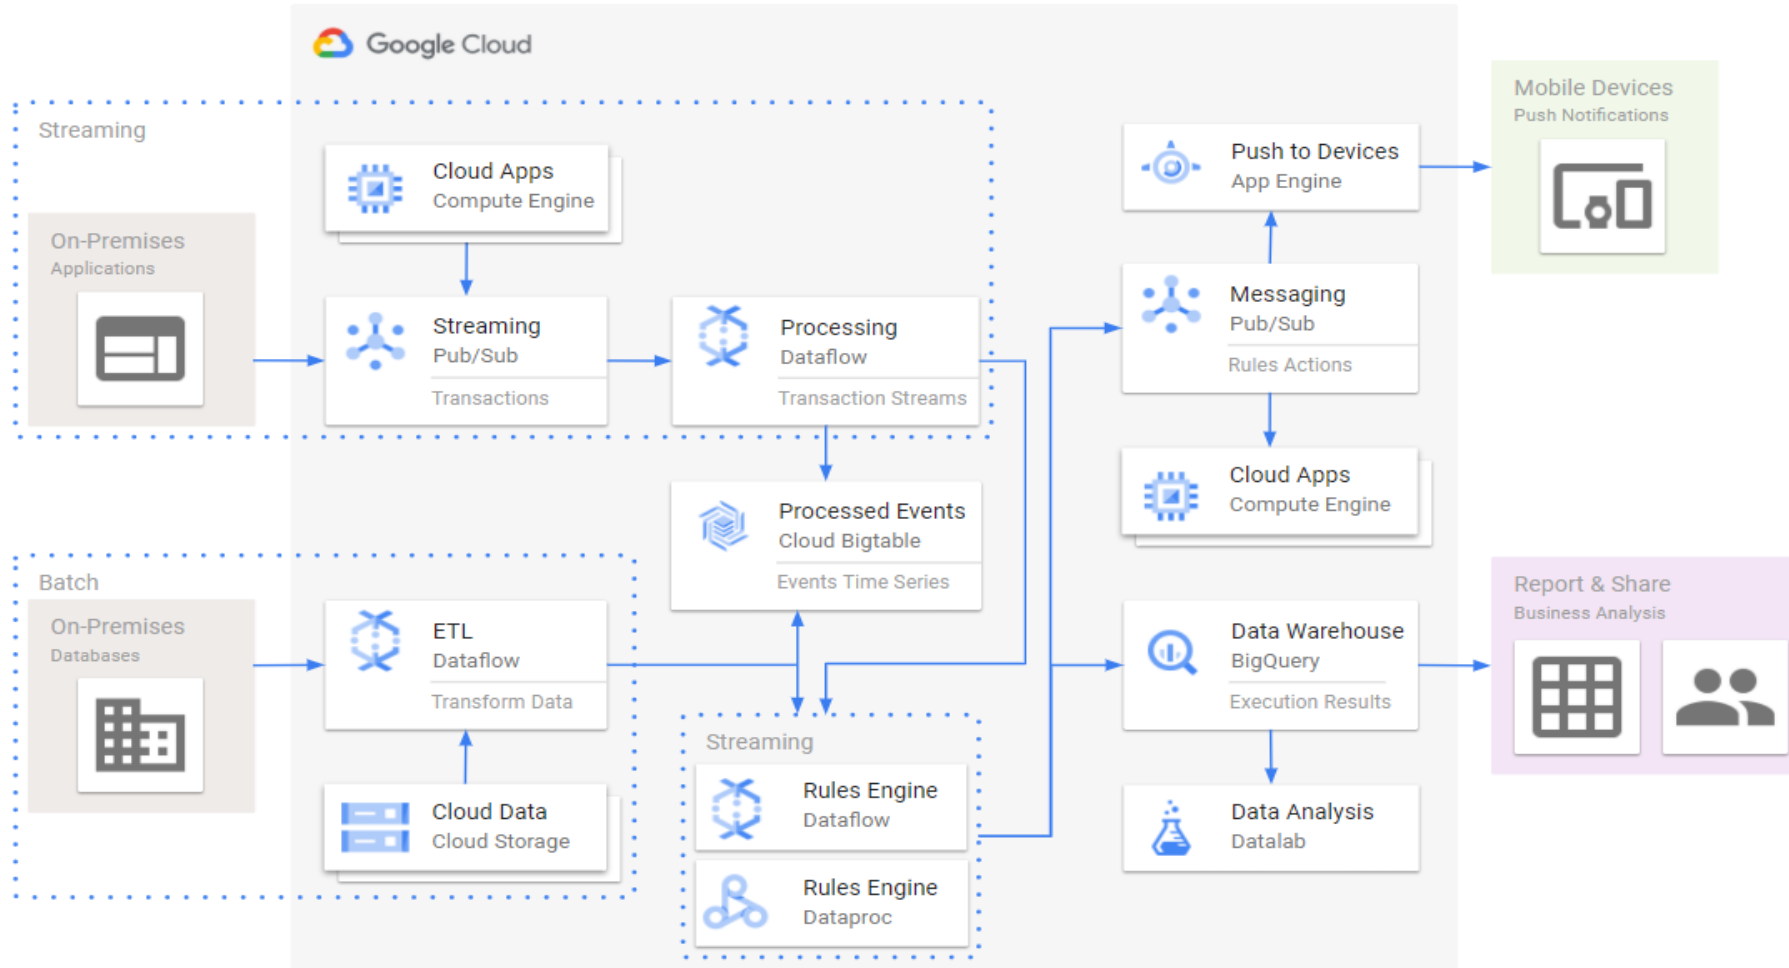 Google Cloud
Streaming
On-Premises
Applications
Cloud Apps
Compute Engine
Streaming
Pub/Sub
Transactions
Processing
Dataflow
Transaction Streams
Processed Events
Cloud Bigtable
Events Time Series
Batch
On-Premises
Databases
ETL
Dataflow
Transform Data
Cloud Data
Cloud Storage
Streaming
Rules Engine
Dataflow
Rules Engine
Dataproc
Push to Devices
App Engine
Messaging
Pub/Sub
Rules Actions
Cloud Apps
Compute Engine
Data Warehouse
BigQuery
Execution Results
Data Analysis
Datalab
Mobile Devices
Push Notifications
Report & Share
Business Analysis